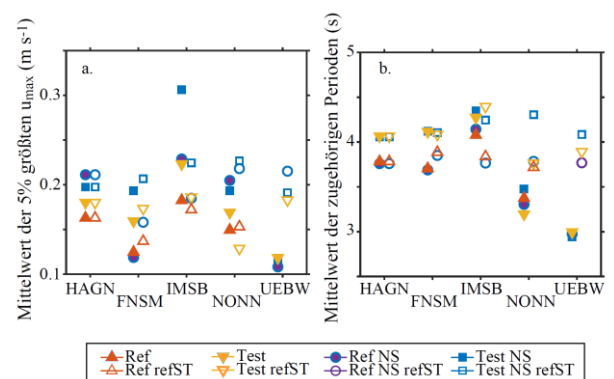 Mittelwert der 5% größten u_max (m s⁻¹)
a.
0.3
0.2
0.1
HAGN FNSM IMSB NONN UEBW
Mittelwert der zugehörigen Perioden (s)
b.
5
4
3
HAGN FNSM IMSB NONN UEBW
Ref Test Ref NS Test NS
Ref refST Test refST Ref NS refST Test NS refST